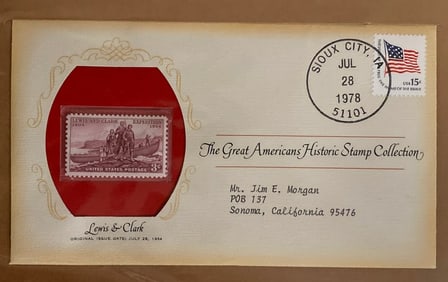 SIOUX CITY, IA
JUL
28
1978
51101
USA 15c
LEWIS AND CLARK EXPEDITION
1804 1954
UNITED STATES POSTAGE 3¢
The Great Americans Historic Stamp Collection
Mr. Jim E. Morgan
POB 137
Sonoma, California 95476
Lewis & Clark
ORIGINAL ISSUE DATE: JULY 28, 1954